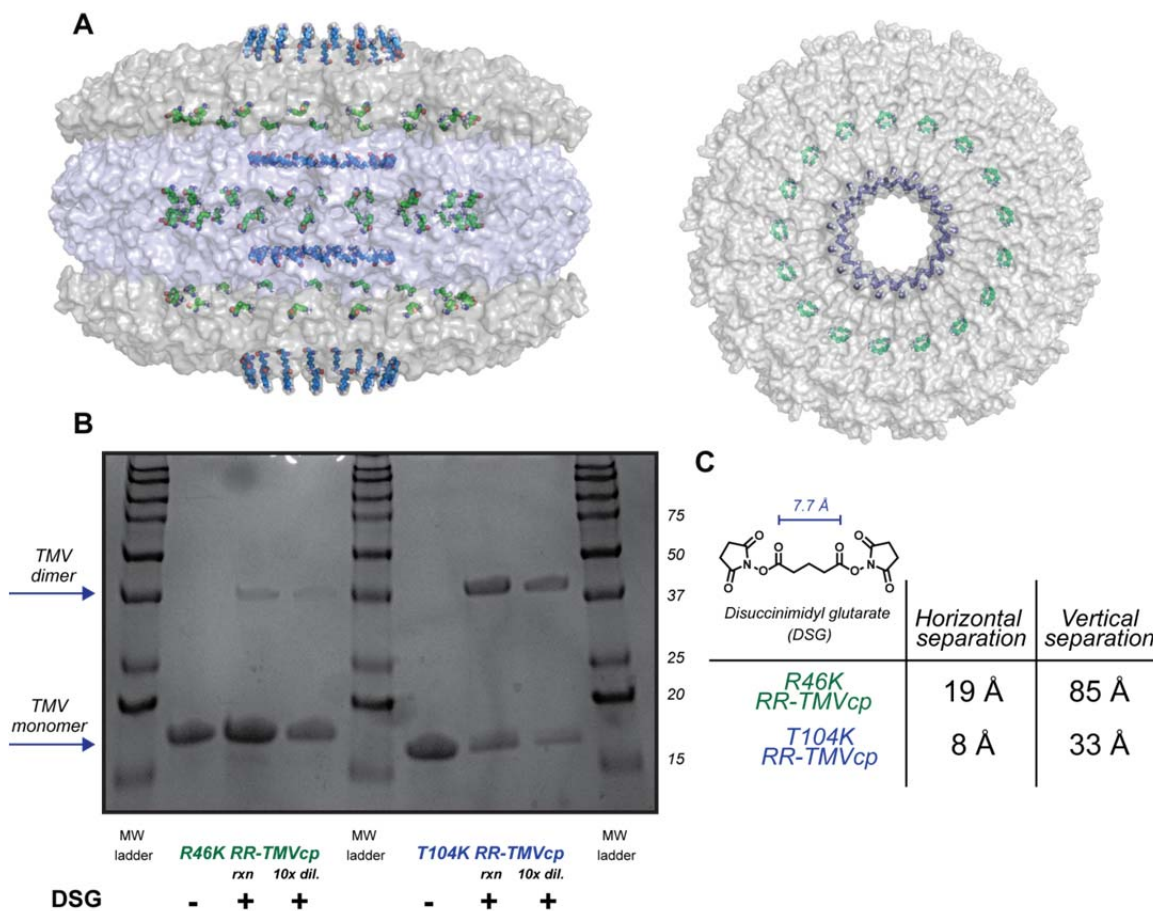 A
B
TMV
dimer
TMV
monomer
75
50
37
25
20
15
MW
ladder
R46K RR-TMVcp
rxn 10x dil.
MW
ladder
T104K RR-TMVcp
rxn 10x dil.
MW
ladder
DSG - + + - + +
C
7.7 Å
O O O O
N O O N
O O
Disuccinimidyl glutarate
(DSG)
Horizontal
separation
Vertical
separation
R46K
RR-TMVcp
19 Å
85 Å
T104K
RR-TMVcp
8 Å
33 Å